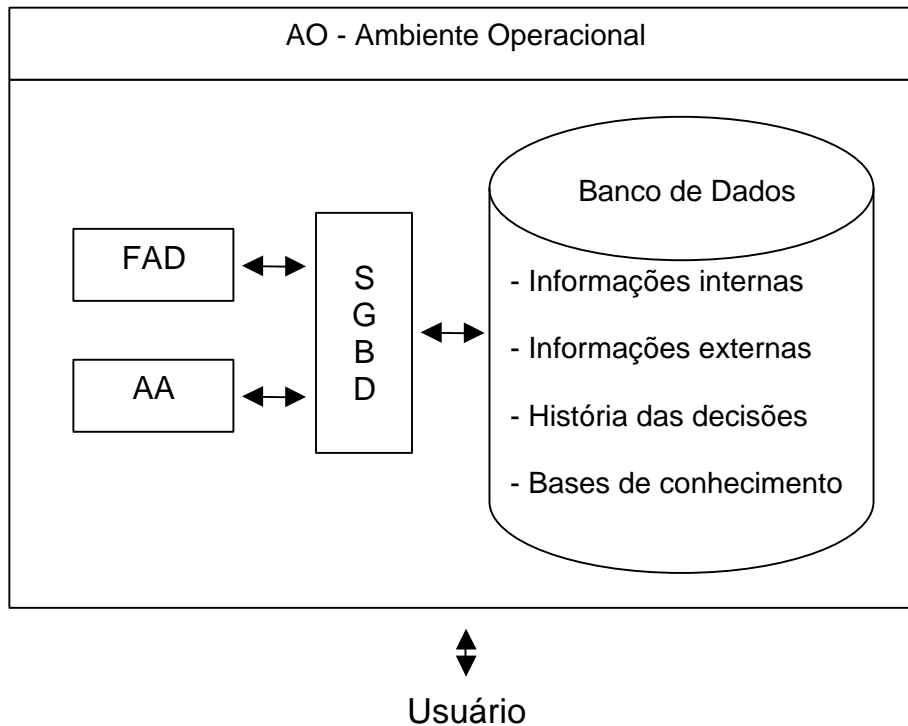 AO - Ambiente Operacional
FAD
AA
S
G
B
D
Banco de Dados
- Informações internas
- Informações externas
- História das decisões
- Bases de conhecimento
Usuário